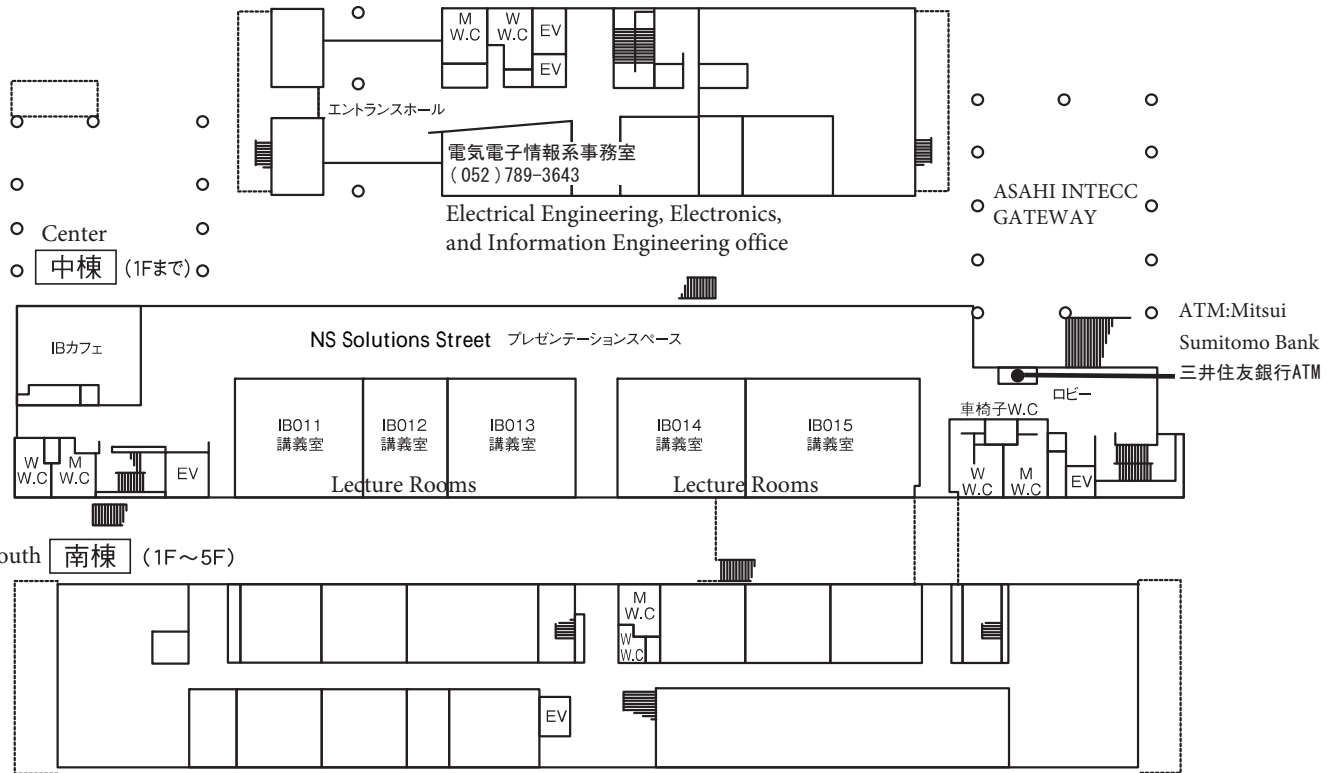 M
W.C
W
W.C
EV
EV
エントランスホール
電気電子情報系事務室
(052)789-3643
Electrical Engineering, Electronics,
and Information Engineering office
ASAHI INTECC
GATEWAY
Center
中棟 (1Fまで)
ATM:Mitsui
Sumitomo Bank
三井住友銀行ATM
IBカフェ
NS Solutions Street プレゼンテーションスペース
ロビー
車椅子W.C
IB011
講義室
IB012
講義室
IB013
講義室
IB014
講義室
IB015
講義室
Lecture Rooms
Lecture Rooms
W
W.C
M
W.C
EV
W
W.C
M
W.C
EV
outh 南棟 (1F～5F)
M
W.C
W
W.C
EV